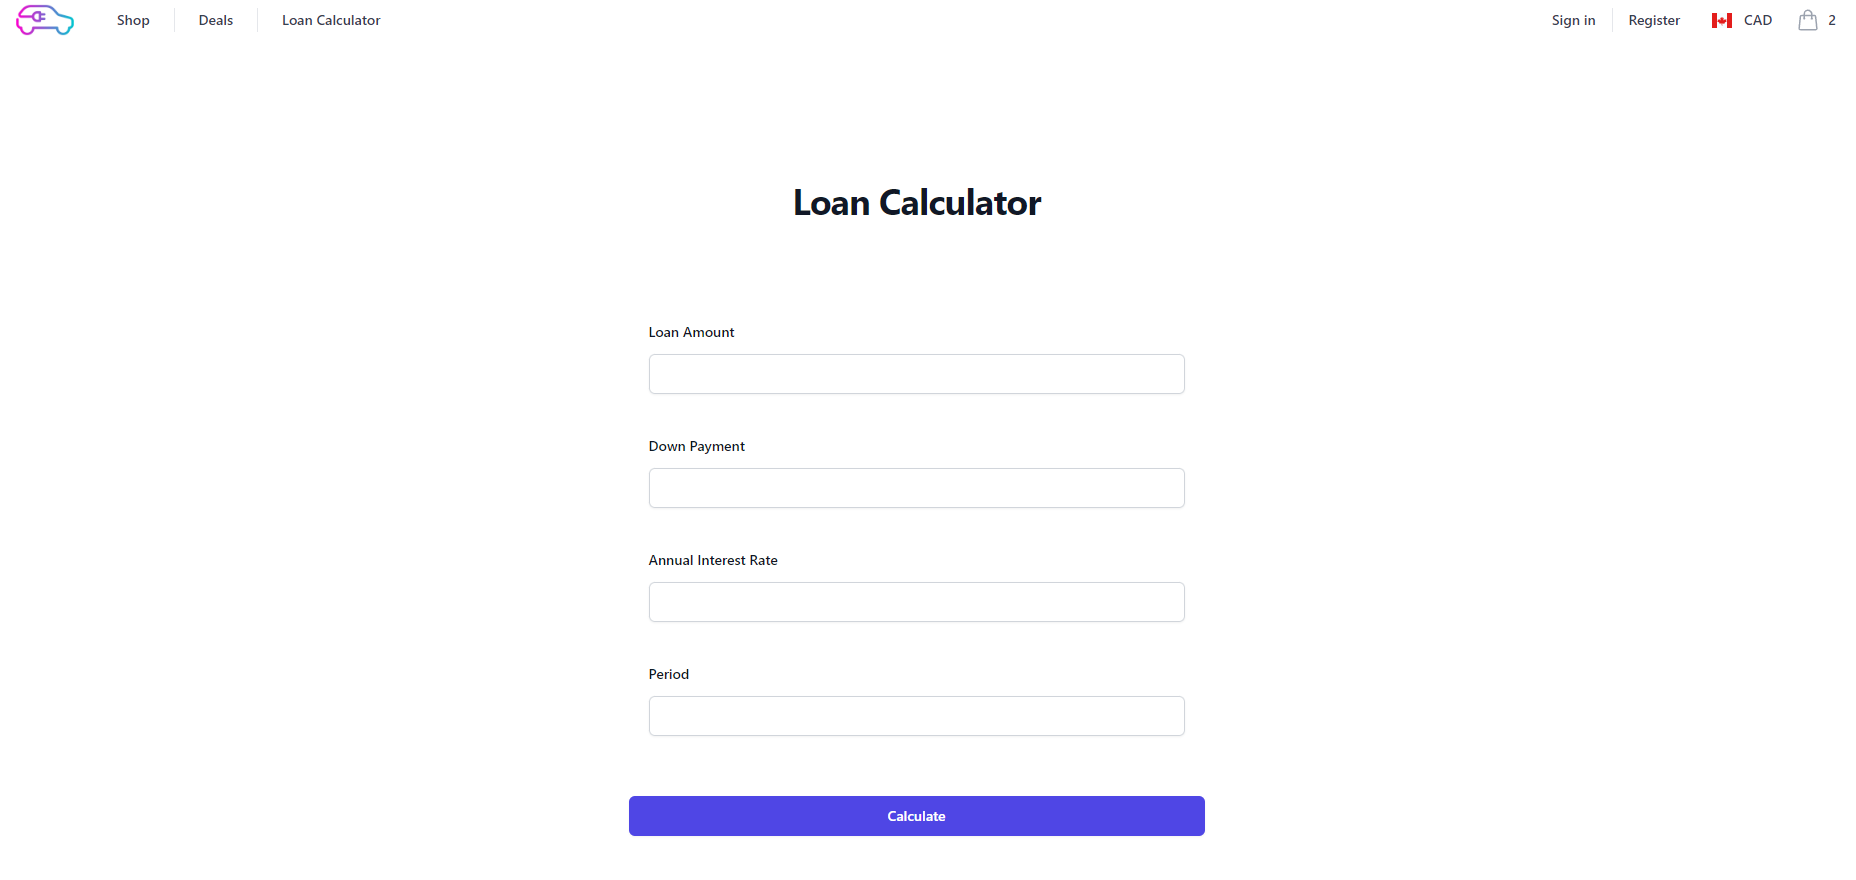 Shop Deals Loan Calculator Sign in Register CAD 2
Loan Calculator
Loan Amount
Down Payment
Annual Interest Rate
Period
Calculate